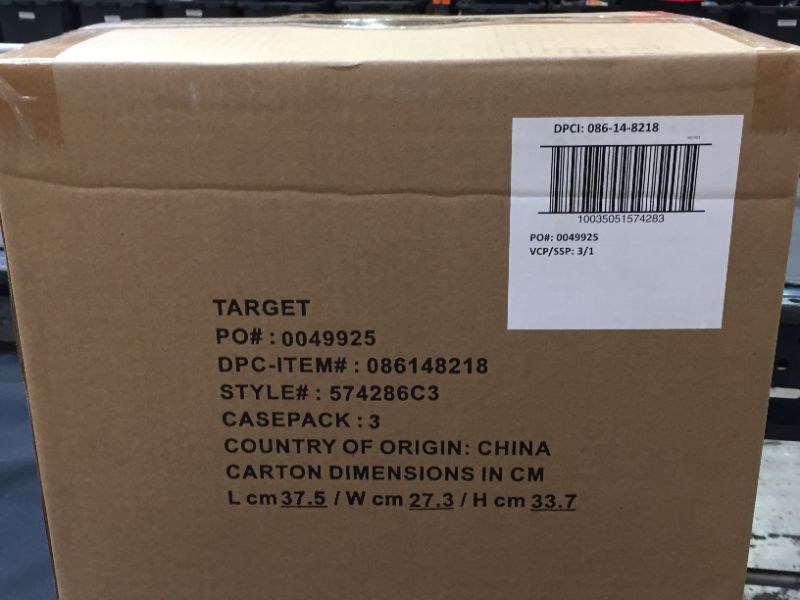 DPCI: 086-14-8218
10035051574283
PO#: 0049925
VCP/SSP: 3/1
TARGET
PO# : 0049925
DPC-ITEM# : 086148218
STYLE# : 574286C3
CASEPACK : 3
COUNTRY OF ORIGIN: CHINA
CARTON DIMENSIONS IN CM
L cm 37.5 / W cm 27.3 / H cm 33.7